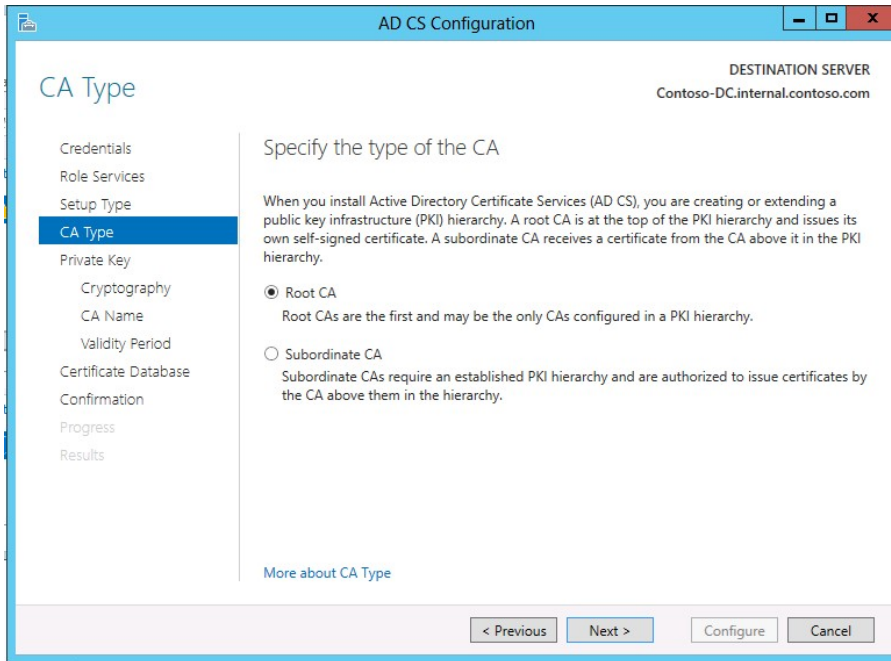 AD CS Configuration
CA Type
DESTINATION SERVER
Contoso-DC.internal.contoso.com
Credentials
Role Services
Setup Type
CA Type
Private Key
Cryptography
CA Name
Validity Period
Certificate Database
Confirmation
Progress
Results
Specify the type of the CA
When you install Active Directory Certificate Services (AD CS), you are creating or extending a
public key infrastructure (PKI) hierarchy. A root CA is at the top of the PKI hierarchy and issues its
own self-signed certificate. A subordinate CA receives a certificate from the CA above it in the PKI
hierarchy.
Root CA
Root CAs are the first and may be the only CAs configured in a PKI hierarchy.
Subordinate CA
Subordinate CAs require an established PKI hierarchy and are authorized to issue certificates by
the CA above them in the hierarchy.
More about CA Type
< Previous
Next >
Configure
Cancel